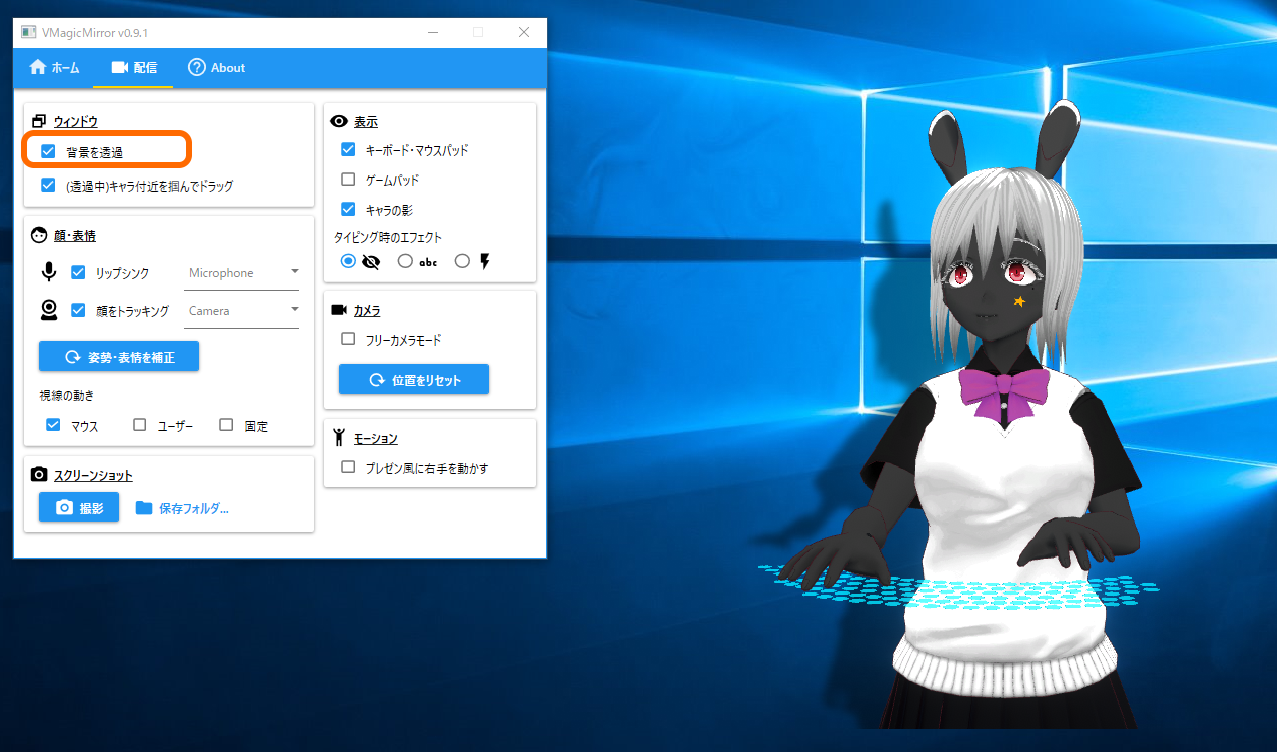 VMagicMirror v0.9.1
ホーム
配信
About
ウィンドウ
背景を透過
(透過中)キャラ付近を掴んでドラッグ
顔・表情
リップシンク
Microphone
顔をトラッキング
Camera
姿勢・表情を補正
視線の動き
マウス
ユーザー
固定
スクリーンショット
撮影
保存フォルダ...
表示
キーボード・マウスパッド
ゲームパッド
キャラの影
タイピング時のエフェクト
abc
カメラ
フリーカメラモード
位置をリセット
モーション
プレゼン風に右手を動かす